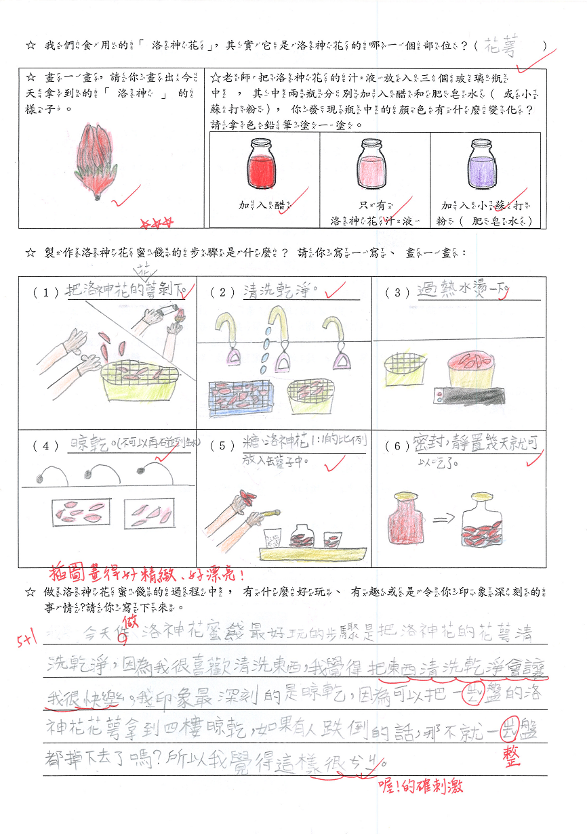 ☆ 我們食用的「洛神花」，其實它是洛神花的哪一個部位？(花萼)
☆ 畫一畫，請你畫出今
天拿到的「洛神」的
樣子。
☆老師把洛神花的汁液放入三個玻璃瓶
中，其中兩瓶分別加入醋和肥皂水(或小
蘇打粉)，你發現瓶中的顏色有什麼變化？
請拿色鉛筆塗一塗。
加入醋
只有
洛神花汁液
加入小蘇打
粉(肥皂水)
☆ 製作洛神花蜜餞的步驟是什麼？請你寫一寫、畫一畫：
花
(1) 把洛神花的萼剝下。
(2) 清洗乾淨。
(3) 過熱水燙一下。
(4) 晾乾。(不可以再碰到水)
(5) 糖:洛神花1:1的比例
放入去罐子中。
(6) 密封，靜置幾天就可
以吃了。
插圖畫得好精緻、好漂亮！
☆ 做洛神花蜜餞的過程中，有什麼好玩、有趣或是令你印象深刻的
事情?請你寫下來。
做
5+1
今天作洛神花蜜餞最好玩的步驟是把洛神花的花萼清
洗乾淨，因為我很喜歡清洗東西，我覺得把東西清洗乾淨會讓
我很快樂。我印象最深刻的是晾乾，因為可以把一盤的洛
神花花萼拿到四樓晾乾，如果有人跌倒的話，那不就一盤
都掉下去了嗎？所以我覺得這樣很ㄘㄐ。
整
喔！的確刺激